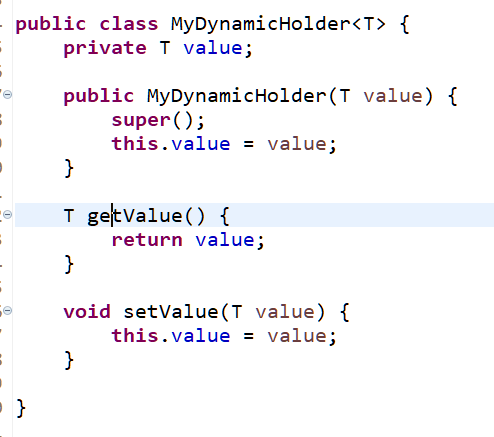 public class MyDynamicHolder<T> {
    private T value;
    public MyDynamicHolder(T value) {
        super();
        this.value = value;
    }
    T getValue() {
        return value;
    }
    void setValue(T value) {
        this.value = value;
    }
}